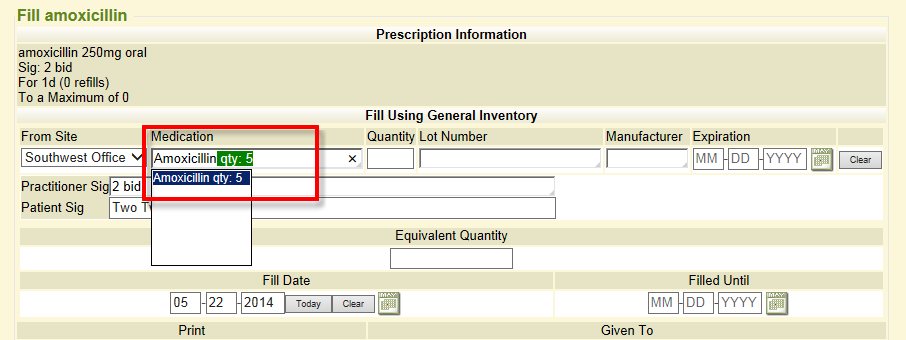 Fill amoxicillin
Prescription Information
amoxicillin 250mg oral
Sig: 2 bid
For 1d (0 refills)
To a Maximum of 0
Fill Using General Inventory
From Site Medication Quantity Lot Number Manufacturer Expiration
Southwest Office Amoxicillin qty: 5 × MM - DD - YYYY MAY Clear
Amoxicillin qty: 5
Practitioner Sig 2 bid
Patient Sig Two
Equivalent Quantity
Fill Date Filled Until
05 - 22 - 2014 Today Clear MAY MM - DD - YYYY MAY
Print Given To